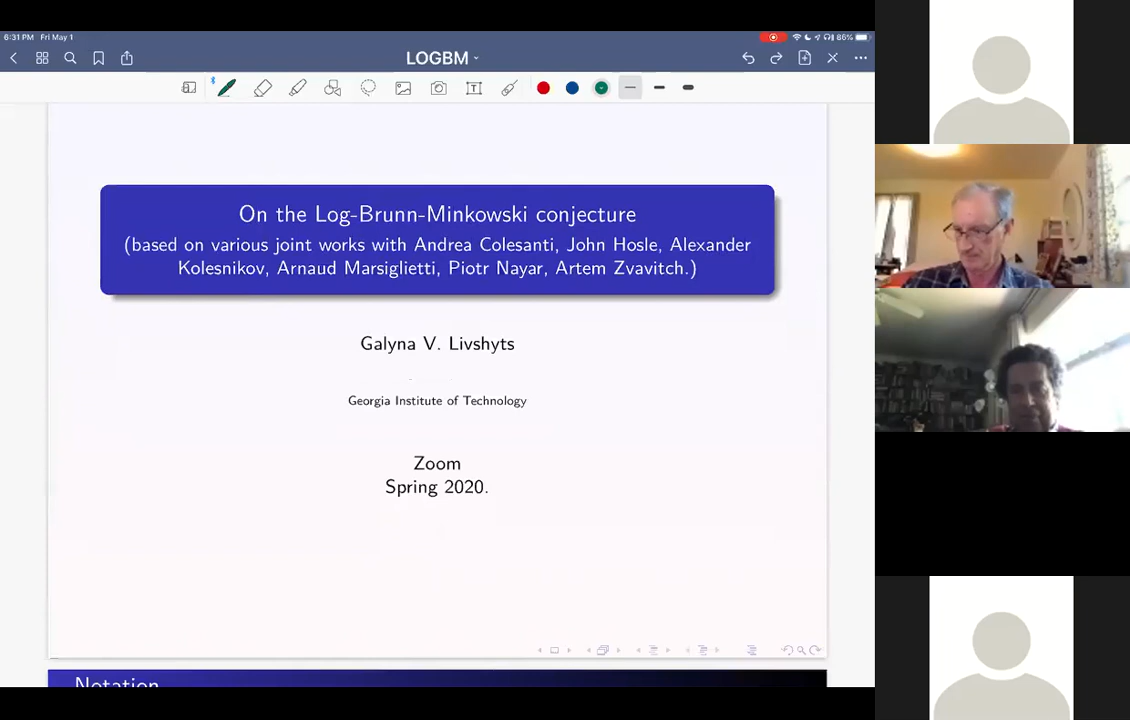 6:31 PM Fri May 1
86%
LOGBM
T
On the Log-Brunn-Minkowski conjecture
(based on various joint works with Andrea Colesanti, John Hosle, Alexander
Kolesnikov, Arnaud Marsiglietti, Piotr Nayar, Artem Zvavitch.)
Galyna V. Livshyts
Georgia Institute of Technology
Zoom
Spring 2020.
Notation